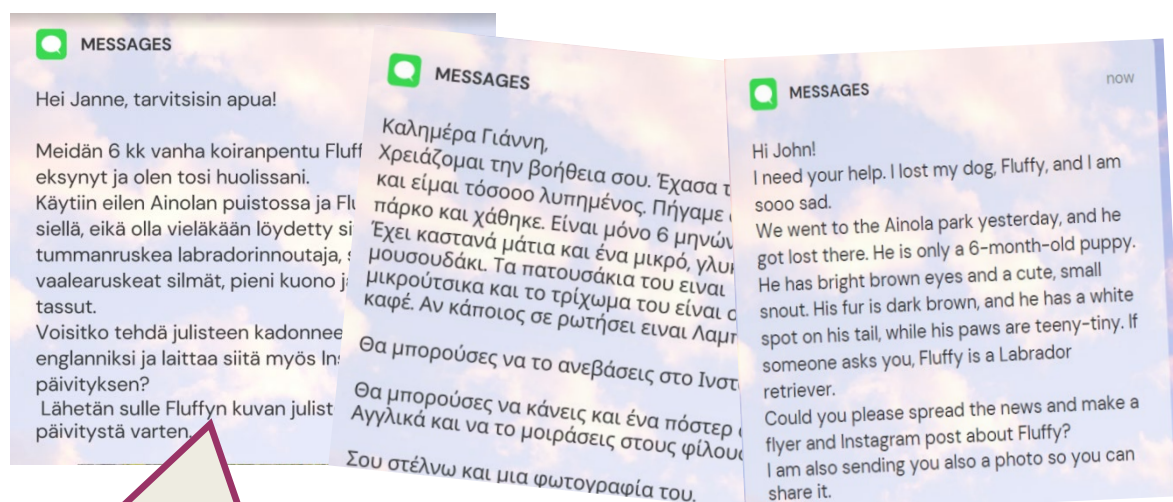 MESSAGES
Hei Janne, tarvitsisin apua!
Meidän 6 kk vanha koiranpentu Fluff
eksynyt ja olen tosi huolissani.
Käytiin eilen Ainolan puistossa ja Flu
siellä, eikä olla vieläkään löydetty si
tummanruskea labradorinnoutaja, s
vaalearuskeat silmät, pieni kuono j
tassut.
Voisitko tehdä julisteen kadonnee
englanniksi ja laittaa siitä myös Ins
päivityksen?
Lähetän sulle Fluffyn kuvan julist
päivitystä varten.
MESSAGES
Καλημέρα Γιάννη,
Χρειάζομαι την βοήθεια σου. Έχασα τ
και είμαι τόσοοο λυπημένος. Πήγαμε
πάρκο και χάθηκε. Είναι μόνο 6 μηνών
Έχει καστανά μάτια και ένα μικρό, γλυκ
μουσουδάκι. Τα πατουσάκια του ειναι
μικρούτσικα και το τρίχωμα του είναι σ
καφέ. Αν κάποιος σε ρωτήσει ειναι Λαμπ
Θα μπορούσες να το ανεβάσεις στο Ινστ
Θα μπορούσες να κάνεις και ένα πόστερ
Αγγλικά και να το μοιράσεις στους φίλους
Σου στέλνω και μια φωτογραφία του.
MESSAGES
now
Hi John!
I need your help. I lost my dog, Fluffy, and I am
sooo sad.
We went to the Ainola park yesterday, and he
got lost there. He is only a 6-month-old puppy.
He has bright brown eyes and a cute, small
snout. His fur is dark brown, and he has a white
spot on his tail, while his paws are teeny-tiny. If
someone asks you, Fluffy is a Labrador
retriever.
Could you please spread the news and make a
flyer and Instagram post about Fluffy?
I am also sending you also a photo so you can
share it.